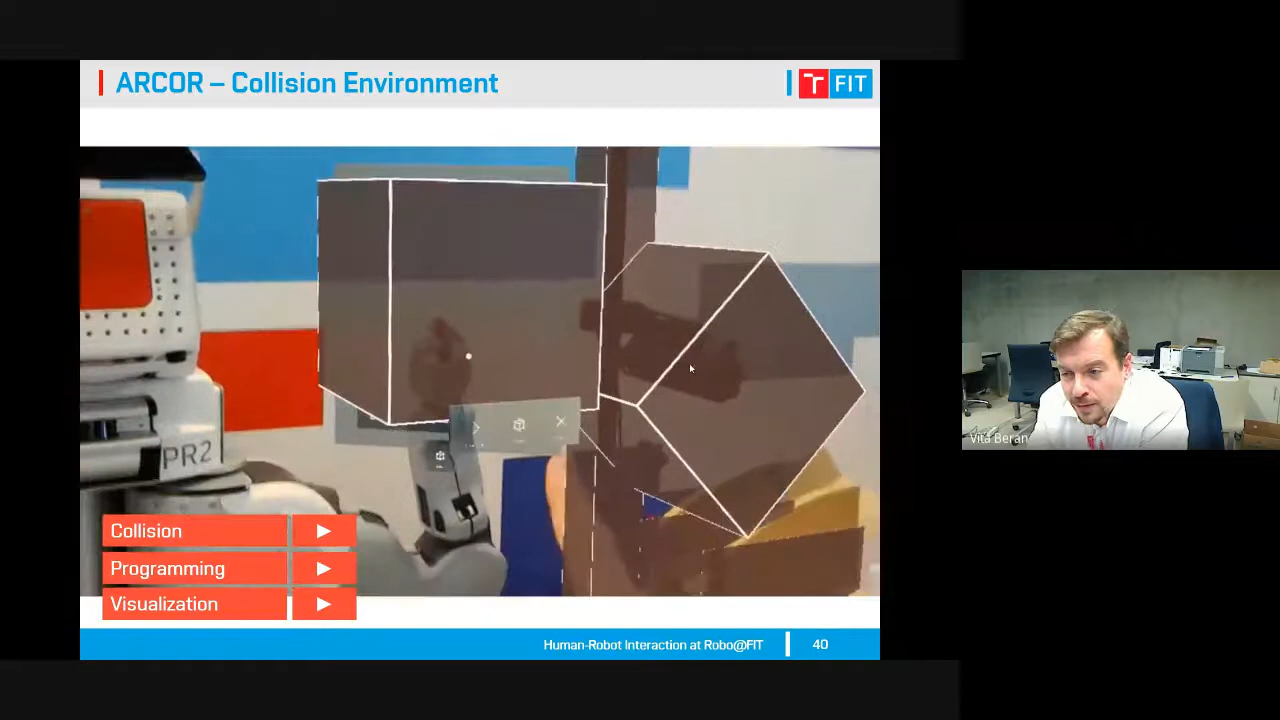 ARCOR – Collision Environment
T FIT
PR2
Collision
Programming
Visualization
Human-Robot Interaction at Robo@FIT
40
Vita Beran